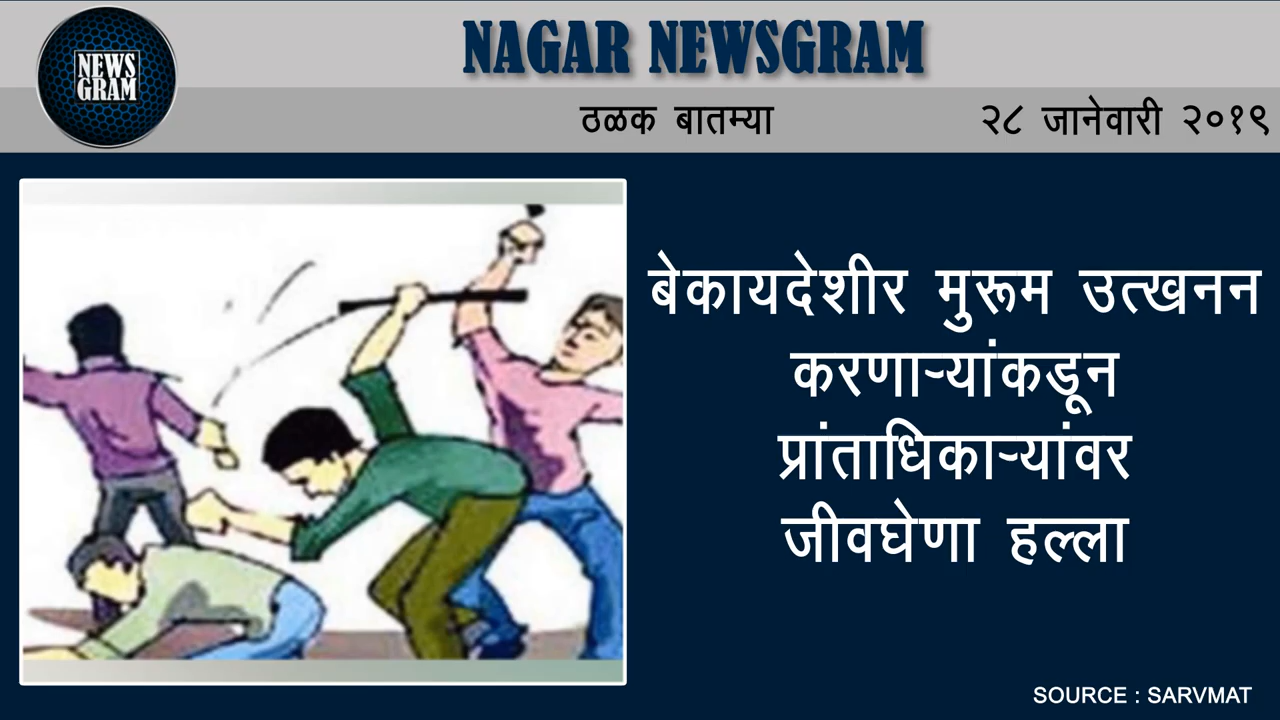 NEWS
GRAM
NAGAR NEWSGRAM
ठळक बातम्या
२८ जानेवारी २०१९
बेकायदेशीर मुरूम उत्खनन
करणाऱ्यांकडून
प्रांताधिकाऱ्यांवर
जीवघेणा हल्ला
SOURCE : SARVMAT